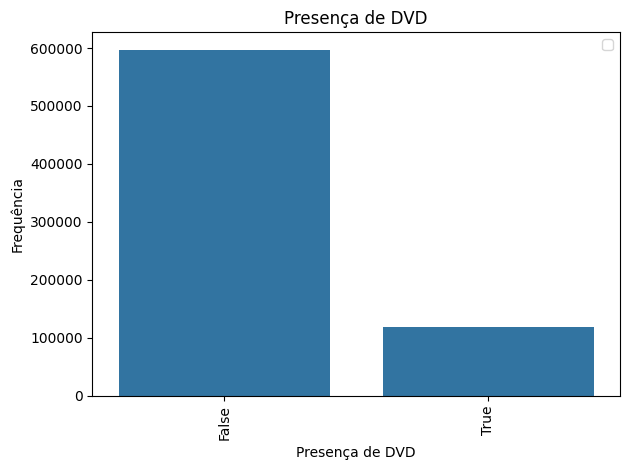 Presença de DVD
Frequência
600000
500000
400000
300000
200000
100000
0
False
True
Presença de DVD